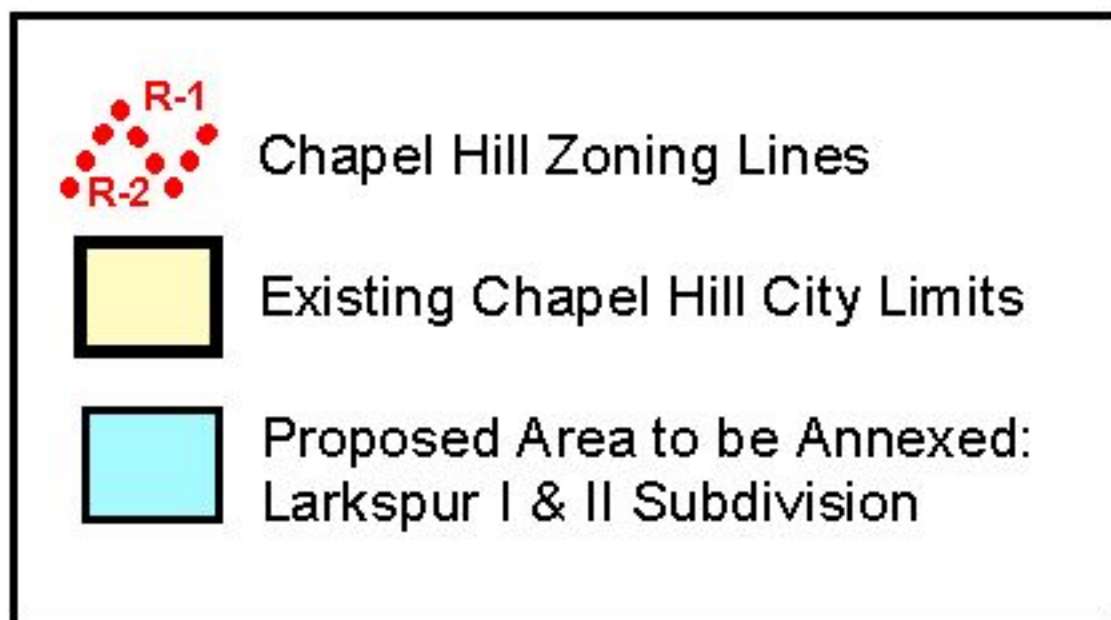 R-1
R-2
Chapel Hill Zoning Lines
Existing Chapel Hill City Limits
Proposed Area to be Annexed:
Larkspur I & II Subdivision